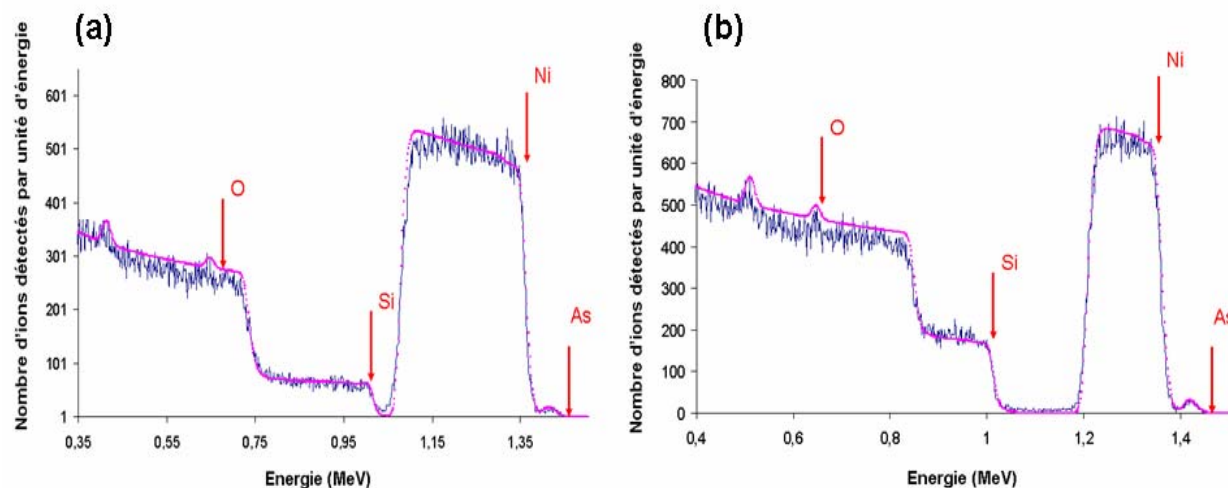 (a)
Nombre d'ions détectés par unité d'énergie
601
501
401
301
201
101
1
O
Si
Ni
As
0,35
0,55
0,75
0,95
1,15
1,35
Energie (MeV)
(b)
Nombre d'ions détectés par unité d'énergie
800
700
600
500
400
300
200
100
0
O
Si
Ni
As
0,4
0,6
0,8
1
1,2
1,4
Energie (MeV)